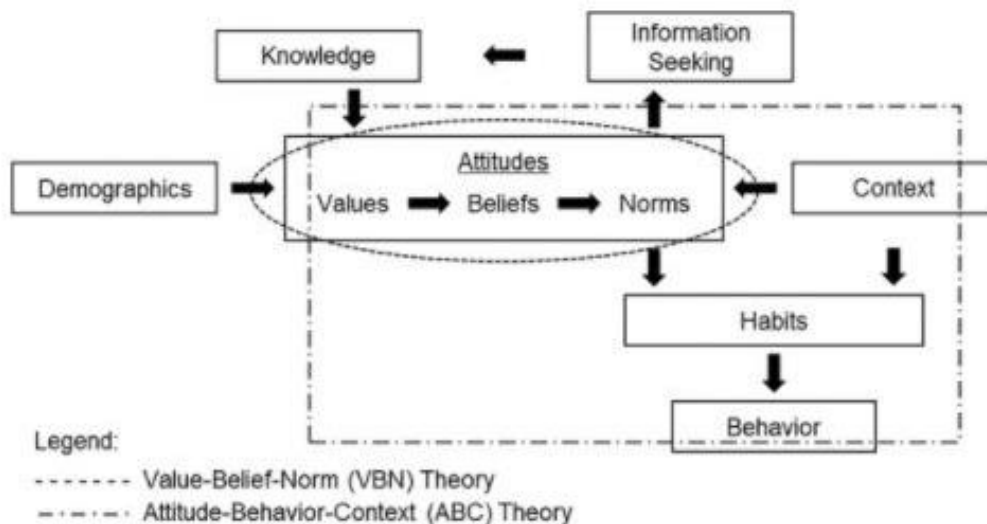 Knowledge
Information
Seeking
Attitudes
Demographics
Values Beliefs Norms
Context
Habits
Behavior
Legend:
Value-Belief-Norm (VBN) Theory
Attitude-Behavior-Context (ABC) Theory